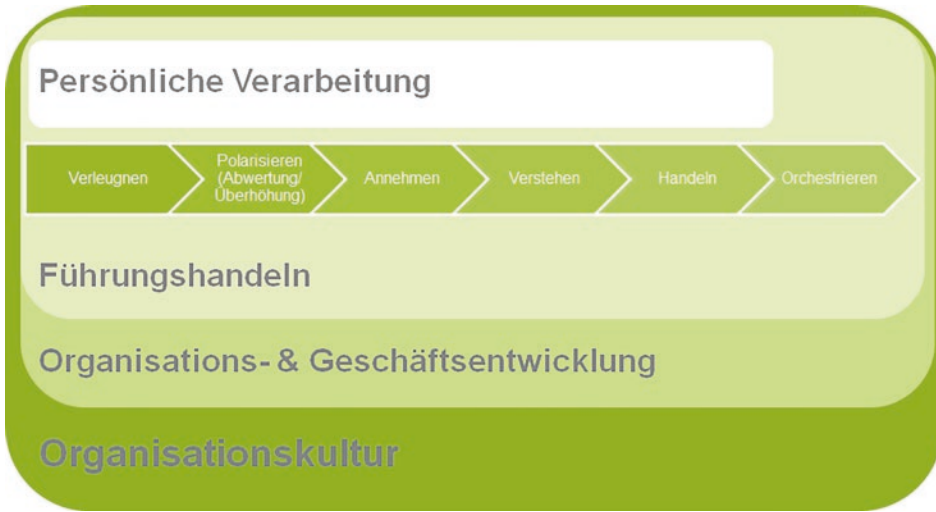 Persönliche Verarbeitung
Verleugnen
Polarisieren
(Abwertung/
Überhöhung)
Annehmen
Verstehen
Handeln
Orchestrieren
Führungshandeln
Organisations- & Geschäftsentwicklung
Organisationskultur